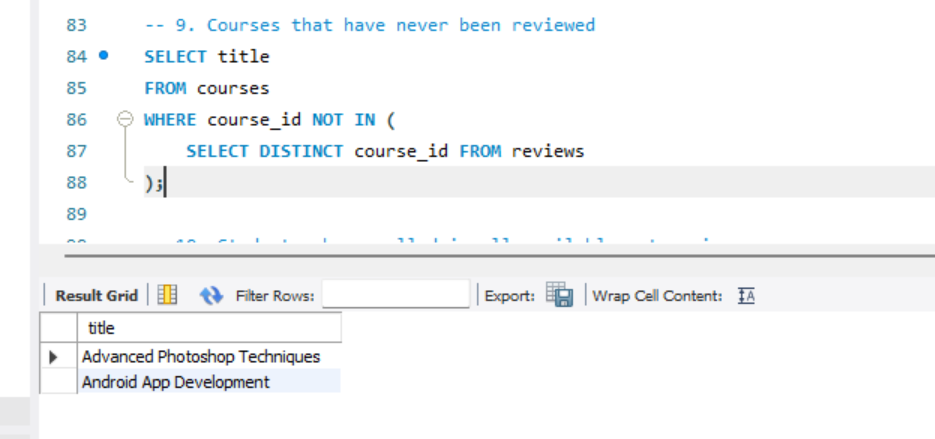 83 -- 9. Courses that have never been reviewed
84 SELECT title
85 FROM courses
86 WHERE course_id NOT IN (
87 SELECT DISTINCT course_id FROM reviews
88 );
89
Result Grid Filter Rows: Export: Wrap Cell Content:
title
Advanced Photoshop Techniques
Android App Development